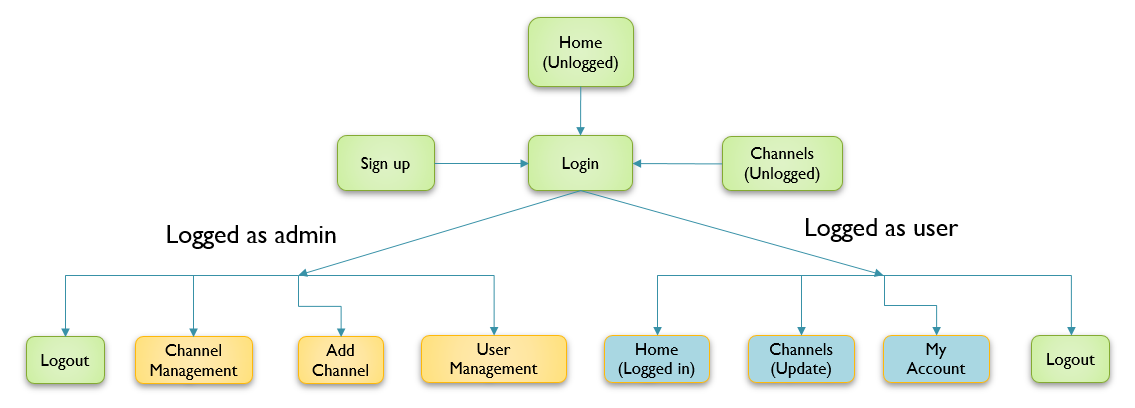 Home
(Unlogged)
Sign up
Login
Channels
(Unlogged)
Logged as admin
Logged as user
Logout
Channel
Management
Add
Channel
User
Management
Home
(Logged in)
Channels
(Update)
My
Account
Logout